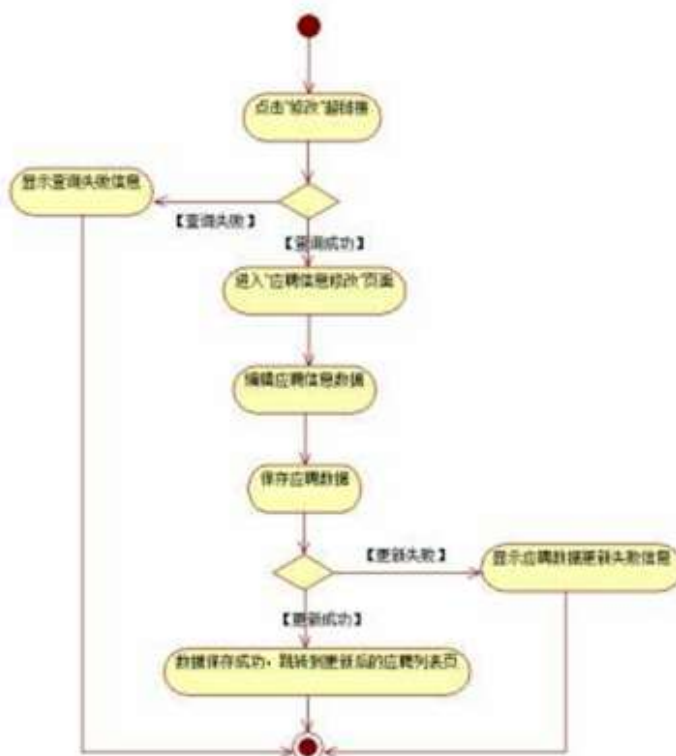 点击"修改"超链接
显示查询失败信息
【查询失败】
【查询成功】
进入"应聘信息修改"页面
编辑应聘信息数据
保存应聘数据
【更新失败】
显示应聘数据更新失败信息
【更新成功】
数据保存成功，跳转到更新后的应聘列表页